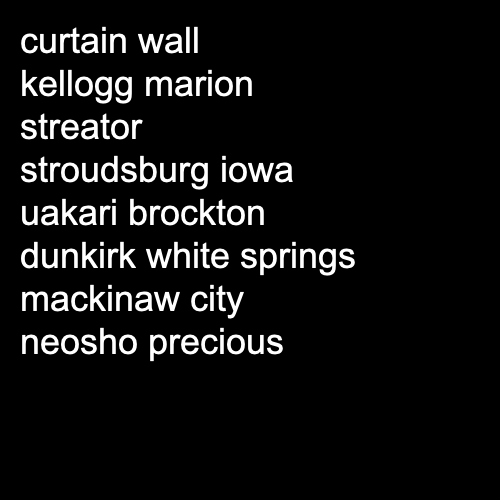 curtain wall
kellogg marion
streator
stroudsburg iowa
uakari brockton
dunkirk white springs
mackinaw city
neosho precious